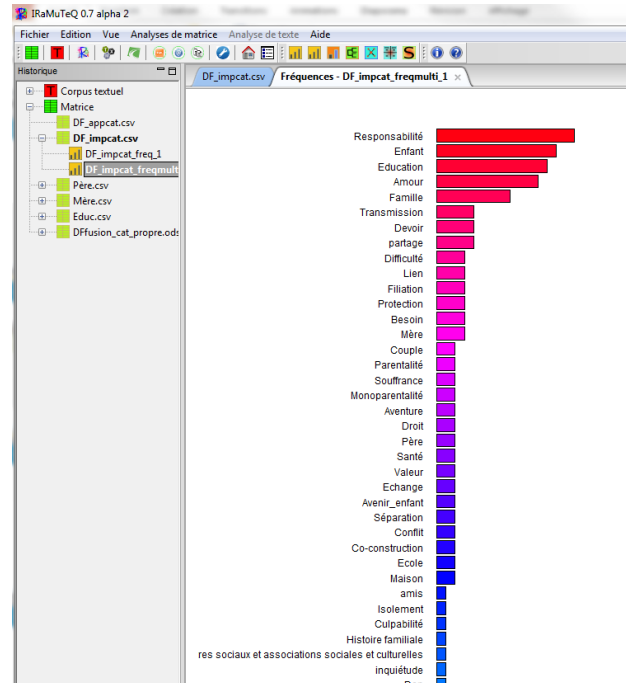 IRaMuTeQ 0.7 alpha 2
Fichier Edition Vue Analyses de matrice Analyse de texte Aide
Historique
DF_impcat.csv Fréquences - DF_impcat_freqmulti_1
Corpus textuel
Matrice
DF_appcat.csv
DF_impcat.csv
DF_impcat_freq_1
DF_impcat_freqmult
Père.csv
Mère.csv
Educ.csv
DFfusion_cat_propre.ods
Responsabilité
Enfant
Education
Amour
Famille
Transmission
Devoir
partage
Difficulté
Lien
Filiation
Protection
Besoin
Mère
Couple
Parentalité
Souffrance
Monoparentalité
Aventure
Droit
Père
Santé
Valeur
Echange
Avenir_enfant
Séparation
Conflit
Co-construction
Ecole
Maison
amis
Isolement
Culpabilité
Histoire familiale
res sociaux et associations sociales et culturelles
inquiétude